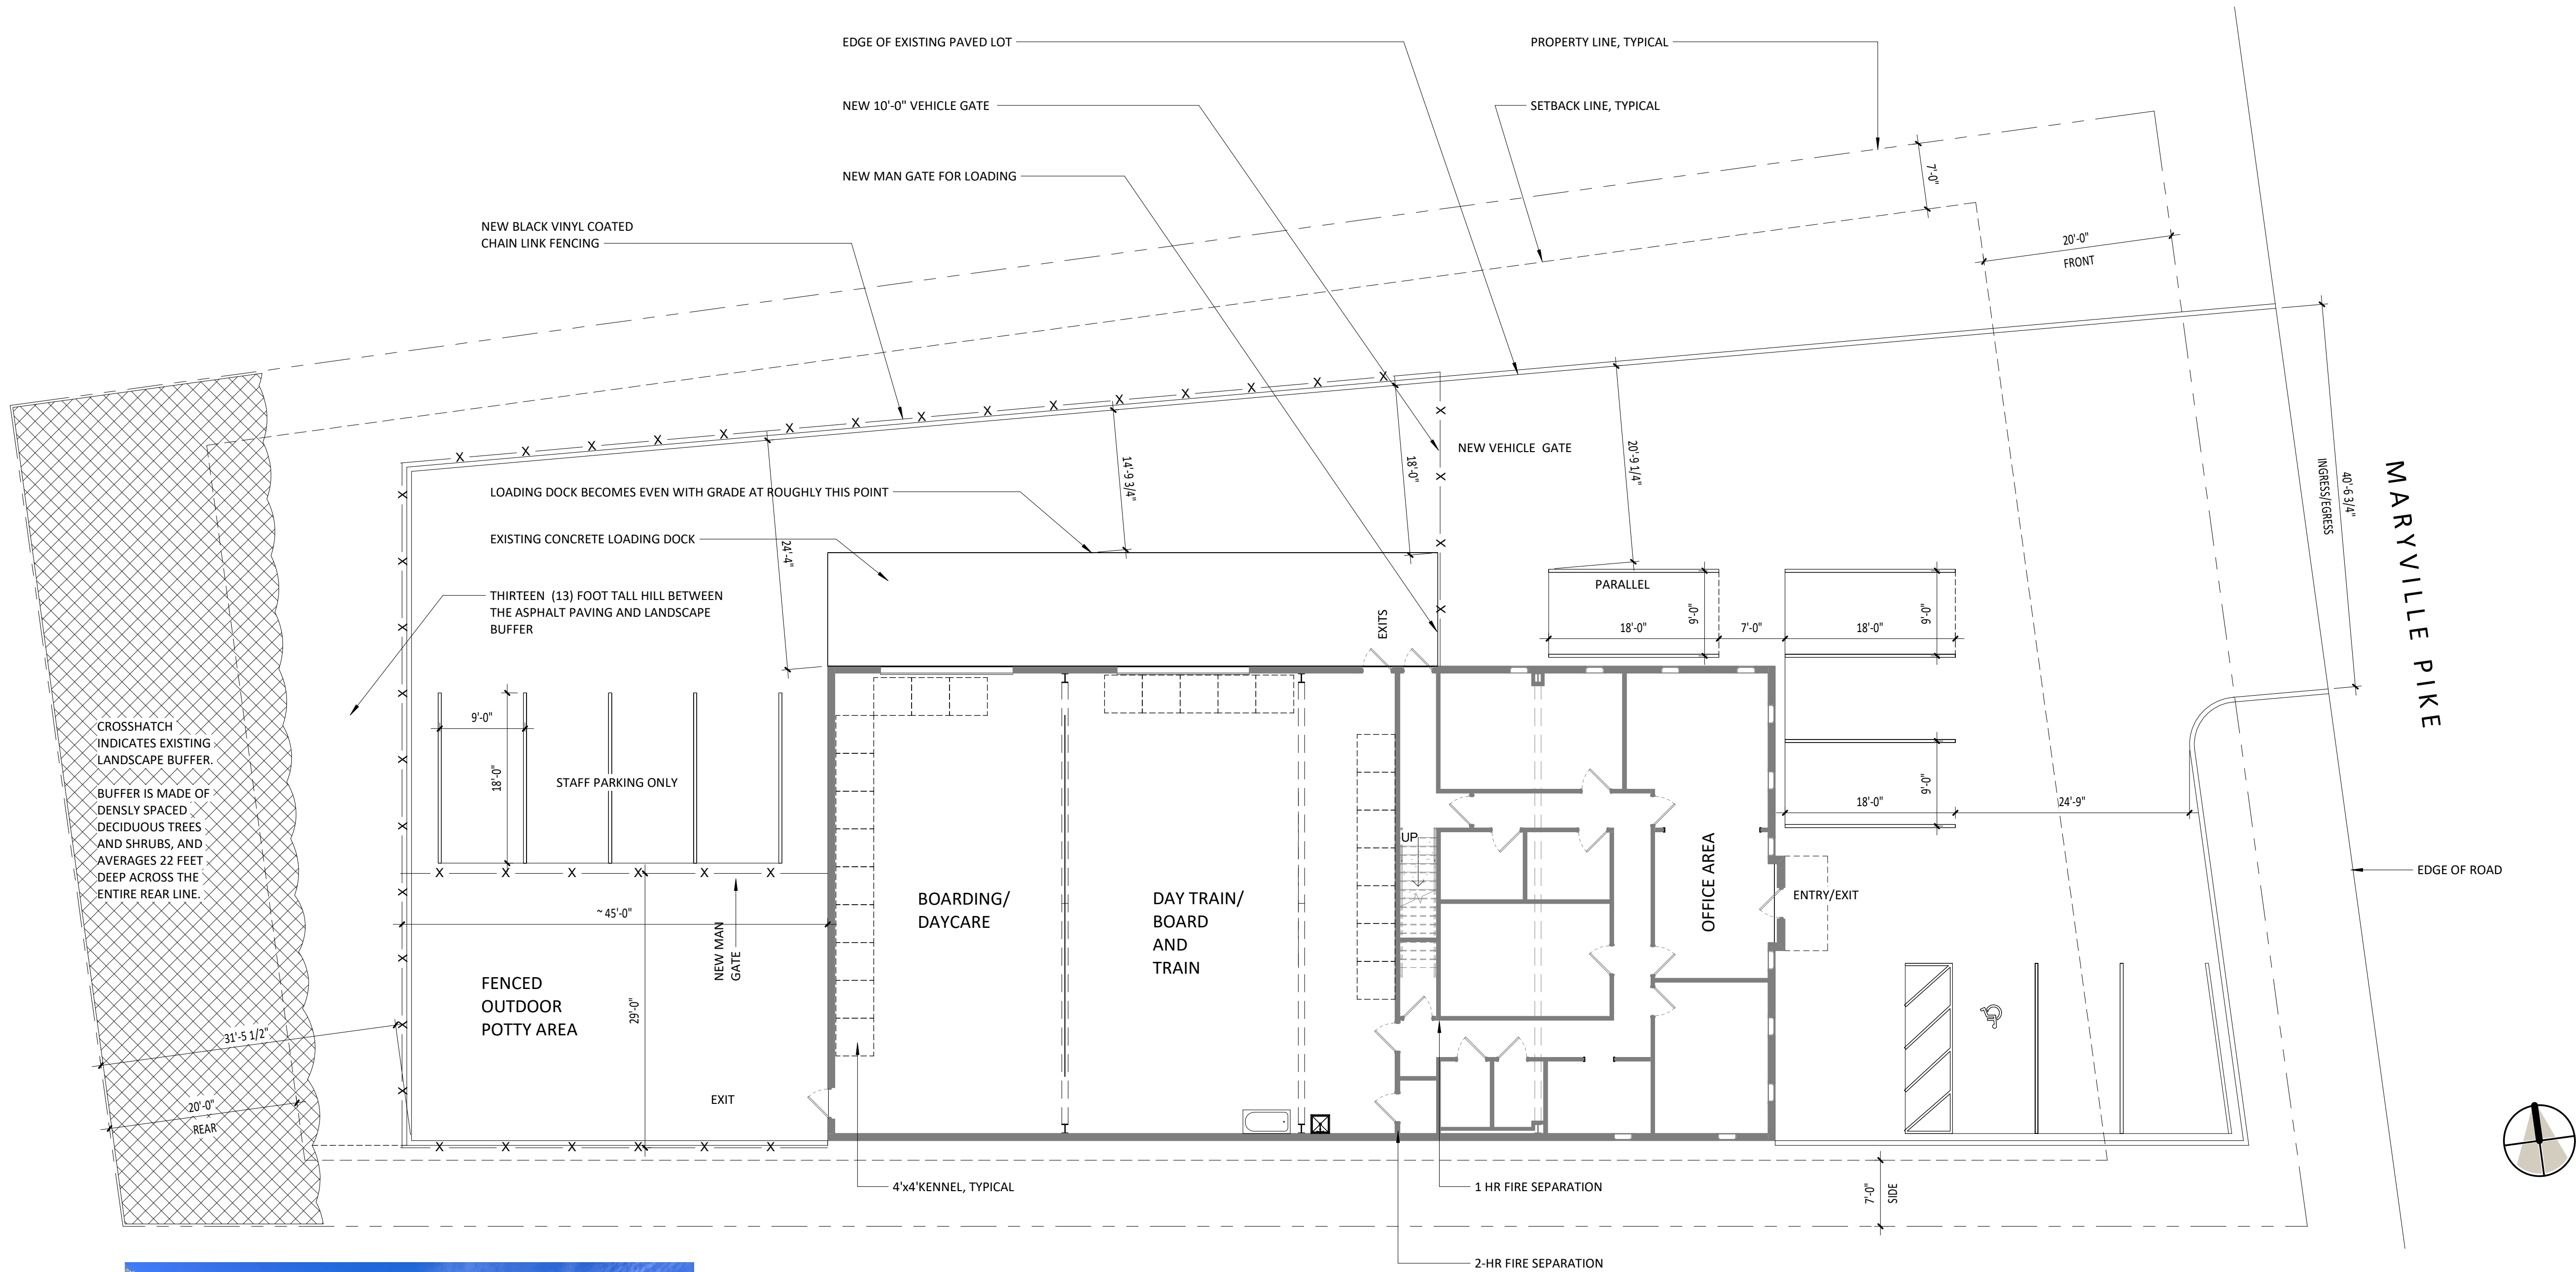 EDGE OF EXISTING PAVED LOT
PROPERTY LINE, TYPICAL
NEW 10'-0" VEHICLE GATE
SETBACK LINE, TYPICAL
NEW MAN GATE FOR LOADING
7'-0"
NEW BLACK VINYL COATED
CHAIN LINK FENCING
20'-0"
FRONT
NEW VEHICLE  GATE
24'-4"
14'-9 3/4"
18'-0"
20'-9 1/4"
40'-6 3/4"
INGRESS/EGRESS
MARYVILLE PIKE
LOADING DOCK BECOMES EVEN WITH GRADE AT ROUGHLY THIS POINT
EXISTING CONCRETE LOADING DOCK
THIRTEEN  (13) FOOT TALL HILL BETWEEN
THE ASPHALT PAVING AND LANDSCAPE
BUFFER
EXITS
PARALLEL
18'-0"
9'-0"
7'-0"
18'-0"
9'-0"
CROSSHATCH
INDICATES EXISTING
LANDSCAPE BUFFER.
BUFFER IS MADE OF
DENSLY SPACED
DECIDUOUS TREES
AND SHRUBS, AND
AVERAGES 22 FEET
DEEP ACROSS THE
ENTIRE REAR LINE.
9'-0"
18'-0"
STAFF PARKING ONLY
9'-0"
18'-0"
24'-9"
UP
OFFICE AREA
EDGE OF ROAD
ENTRY/EXIT
BOARDING/
DAYCARE
DAY TRAIN/
BOARD
AND
TRAIN
~ 45'-0"
NEW MAN
GATE
FENCED
OUTDOOR
POTTY AREA
29'-0"
31'-5 1/2"
20'-0"
REAR
EXIT
4'x4'KENNEL, TYPICAL
1 HR FIRE SEPARATION
7'-0"
SIDE
2-HR FIRE SEPARATION
X X X X X X X X X X X X X X X
X X X X X X X X X X
X X X X
X X X X X X
X X X X X X